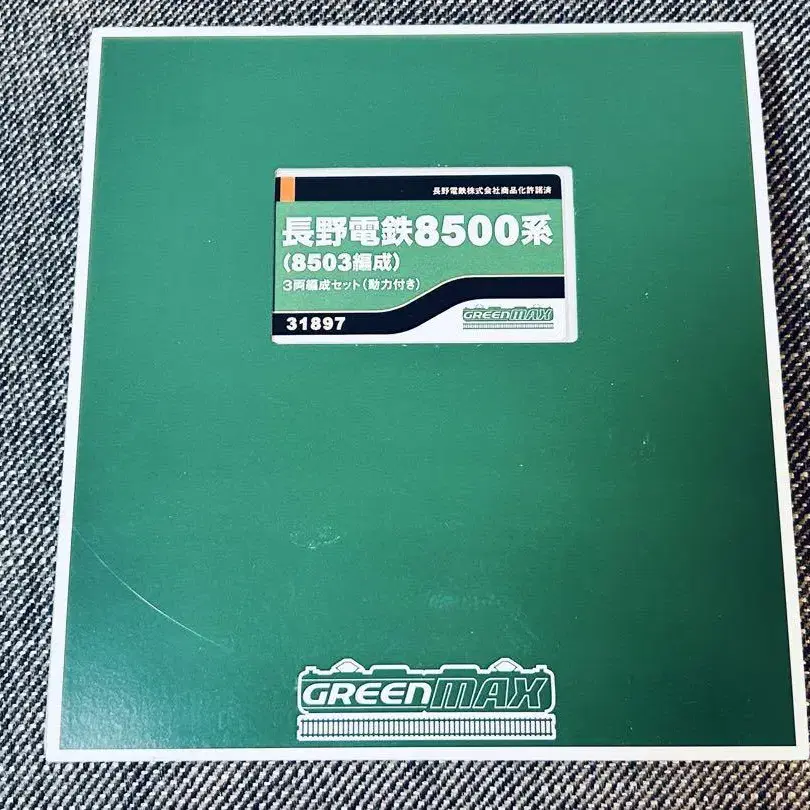 長野電鉄株式会社商品化許諾済
長野電鉄8500系
(8503編成)
3両編成セット(動力付き)
31897
GREENMAX
GREENMAX